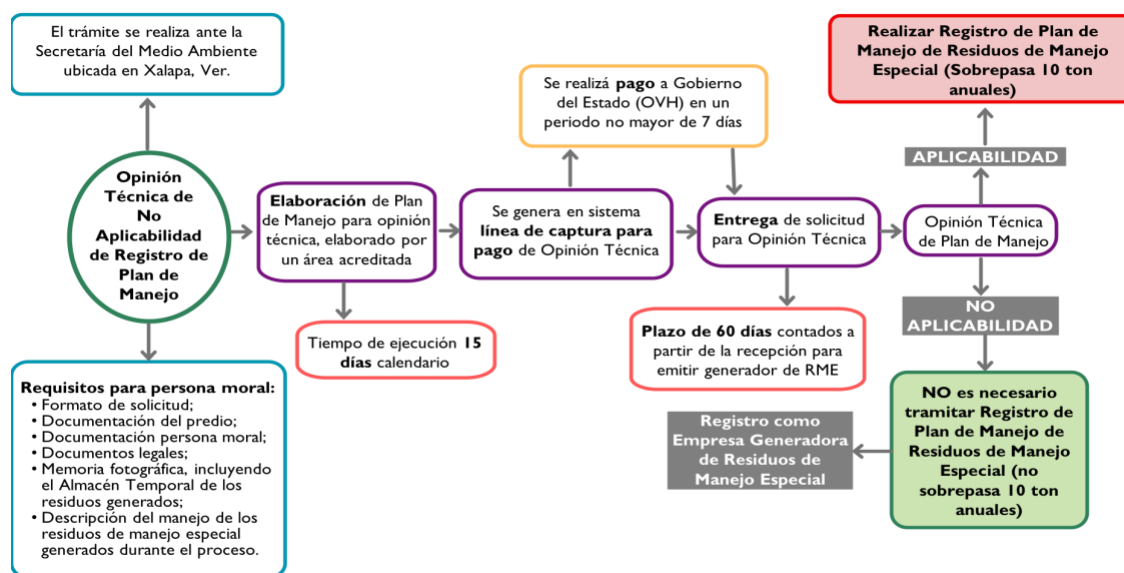 El trámite se realiza ante la
Secretaría del Medio Ambiente
ubicada en Xalapa, Ver.
Opinión
Técnica de
No
Aplicabilidad
de Registro de
Plan de
Manejo
Requisitos para persona moral:
• Formato de solicitud;
• Documentación del predio;
• Documentación persona moral;
• Documentos legales;
• Memoria fotográfica, incluyendo
el Almacén Temporal de los
residuos generados;
• Descripción del manejo de los
residuos de manejo especial
generados durante el proceso.
Elaboración de Plan
de Manejo para opinión
técnica, elaborado por
un área acreditada
Tiempo de ejecución 15
días calendario
Se genera en sistema
línea de captura para
pago de Opinión Técnica
Se realizá pago a Gobierno
del Estado (OVH) en un
periodo no mayor de 7 días
Entrega de solicitud
para Opinión Técnica
Plazo de 60 días contados a
partir de la recepción para
emitir generador de RME
Opinión Técnica
de Plan de Manejo
APLICABILIDAD
Realizar Registro de Plan de
Manejo de Residuos de Manejo
Especial (Sobrepasa 10 ton
anuales)
NO
APLICABILIDAD
NO es necesario
tramitar Registro de
Plan de Manejo de
Residuos de Manejo
Especial (no
sobrepasa 10 ton
anuales)
Registro como
Empresa Generadora
de Residuos de
Manejo Especial